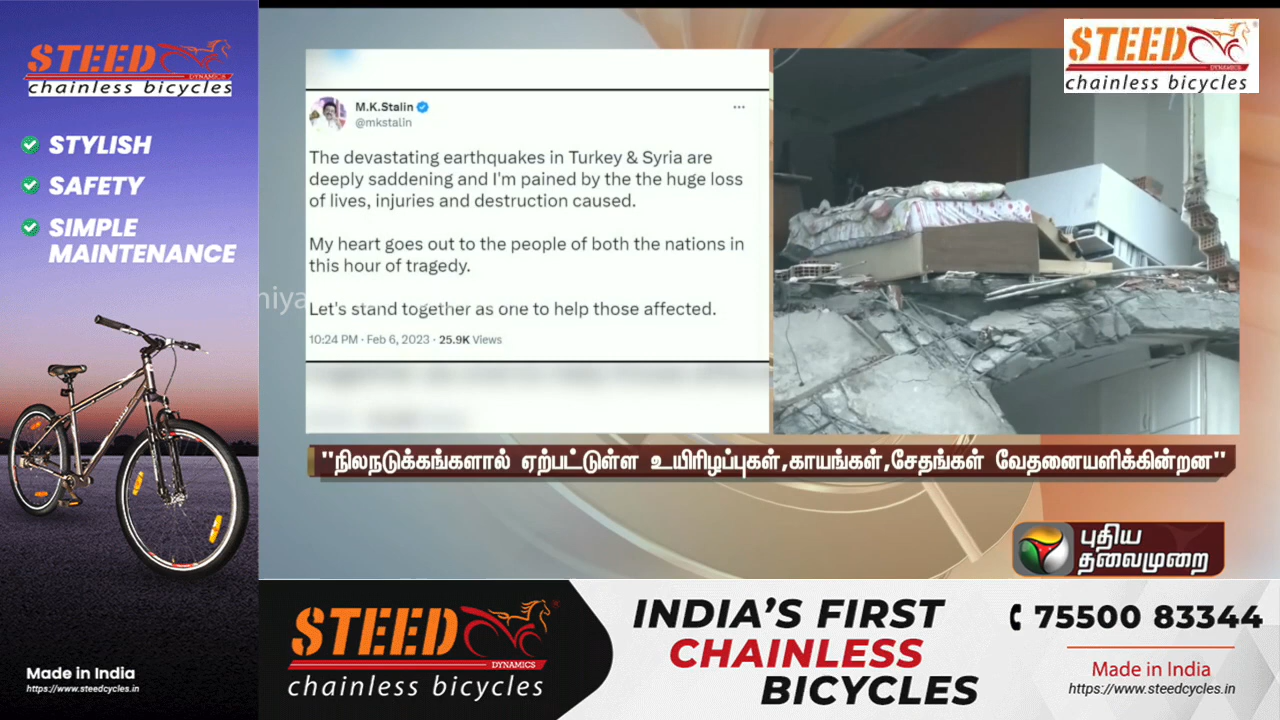 STEED
DYNAMICS
chainless bicycles
STYLISH
SAFETY
SIMPLE
MAINTENANCE
Made in India
https://www.steedcycles.in
M.K.Stalin
@mkstalin
The devastating earthquakes in Turkey & Syria are
deeply saddening and I'm pained by the the huge loss
of lives, injuries and destruction caused.
My heart goes out to the people of both the nations in
this hour of tragedy.
Let's stand together as one to help those affected.
10:24 PM · Feb 6, 2023 · 25.9K Views
STEED
DYNAMICS
chainless bicycles
"நிலநடுக்கங்களால் ஏற்பட்டுள்ள உயிரிழப்புகள்,காயங்கள்,சேதங்கள் வேதனையளிக்கின்றன"
புதிய
தலைமுறை
STEED
DYNAMICS
chainless bicycles
INDIA'S FIRST
CHAINLESS
BICYCLES
75500 83344
Made in India
https://www.steedcycles.in